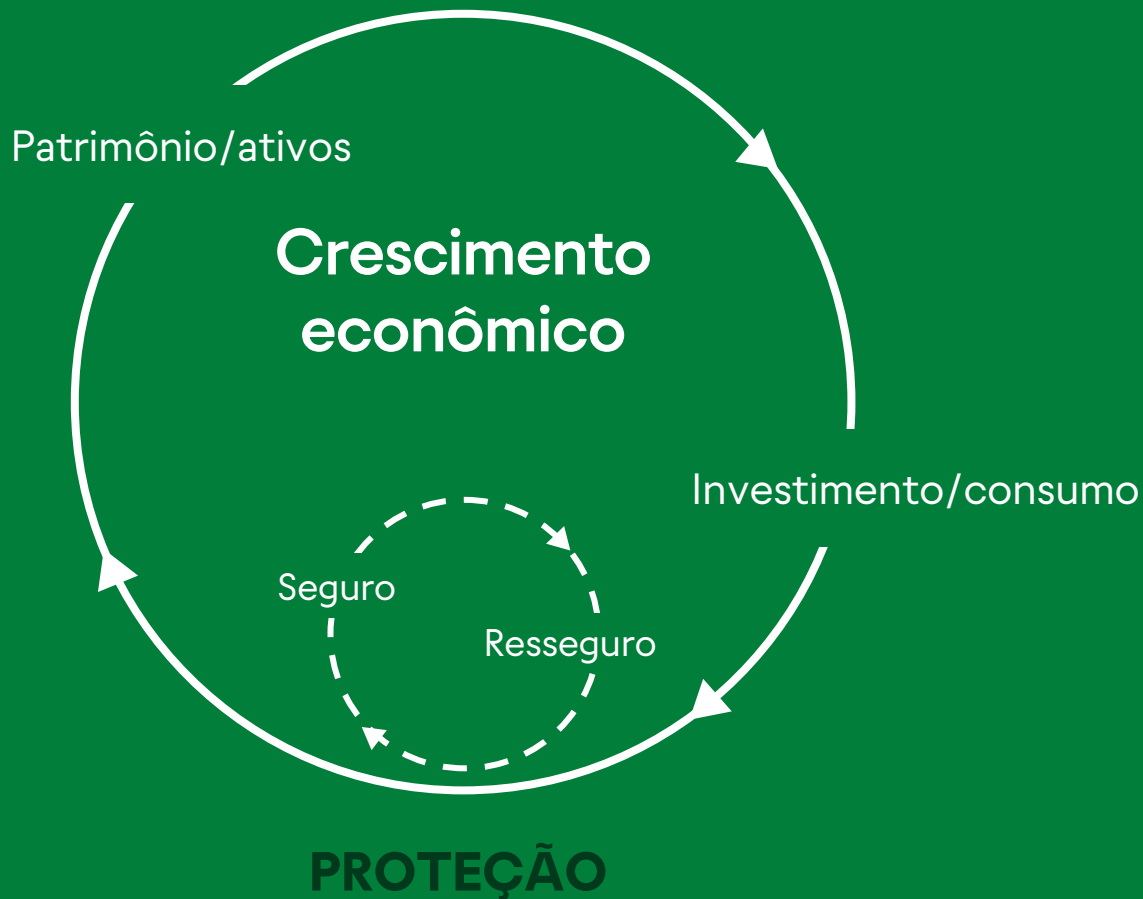 Patrimônio/ativos
Crescimento
econômico
Investimento/consumo
Seguro
Resseguro
PROTEÇÃO